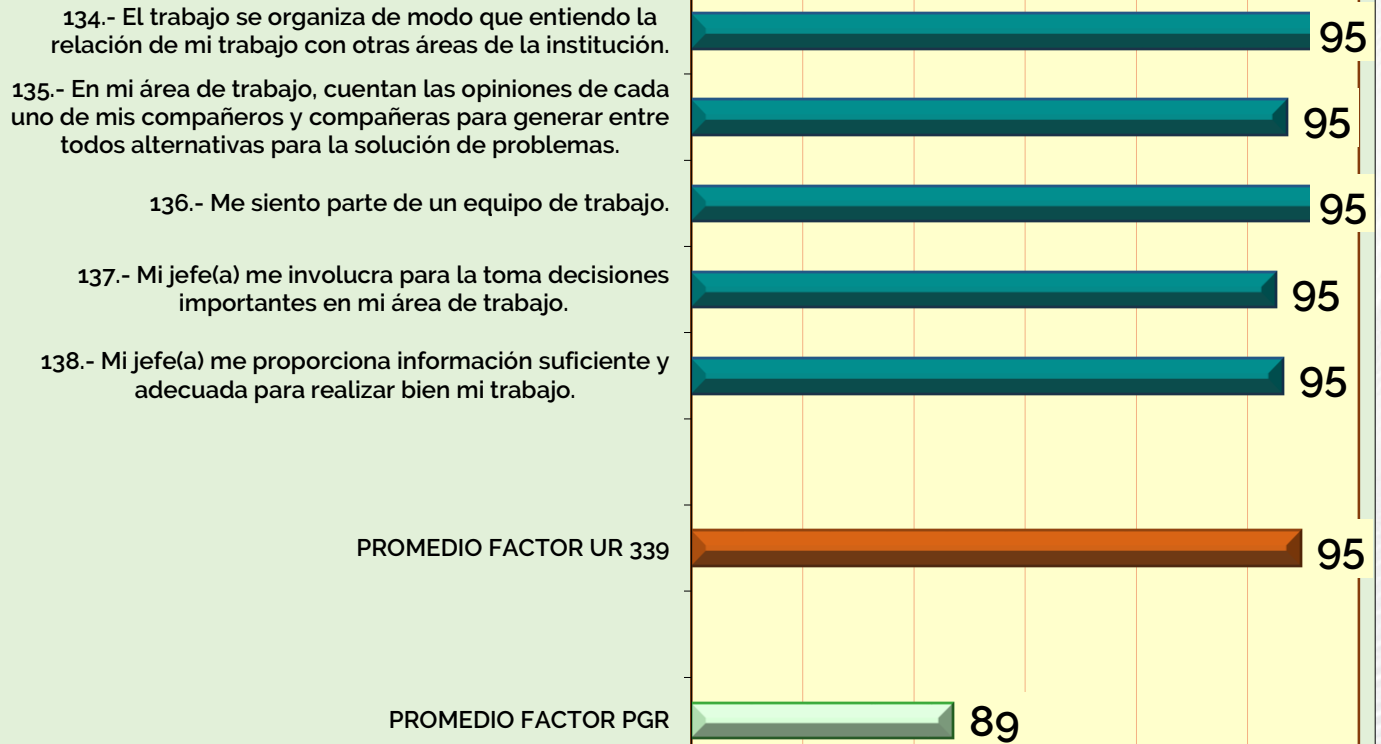 134.- El trabajo se organiza de modo que entiendo la
relación de mi trabajo con otras áreas de la institución.
95
135.- En mi área de trabajo, cuentan las opiniones de cada
uno de mis compañeros y compañeras para generar entre
todos alternativas para la solución de problemas.
95
136.- Me siento parte de un equipo de trabajo.
95
137.- Mi jefe(a) me involucra para la toma decisiones
importantes en mi área de trabajo.
95
138.- Mi jefe(a) me proporciona información suficiente y
adecuada para realizar bien mi trabajo.
95
PROMEDIO FACTOR UR 339
95
PROMEDIO FACTOR PGR
89